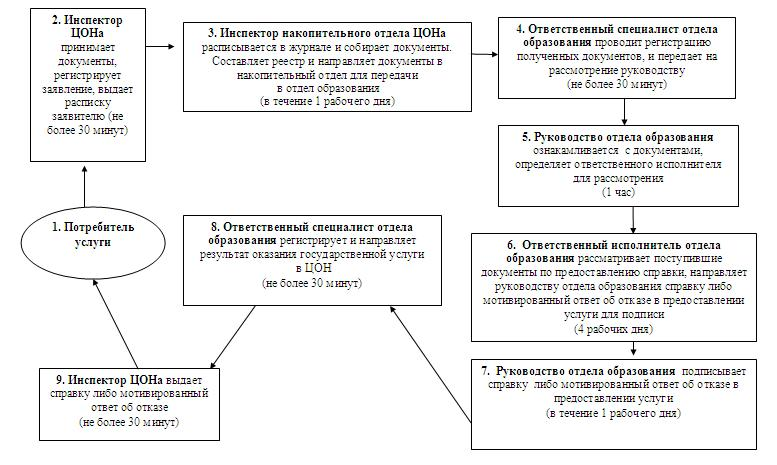 1. Потребитель
услуги
2. Инспектор
ЦОНа
принимает
документы,
регистрирует
заявление, выдает
расписку
заявителю (не
более 30 минут)
3. Инспектор накопительного отдела ЦОНа
расписывается в журнале и собирает документы.
Составляет реестр и направляет документы в
накопительный отдел для передачи
в отдел образования
(в течение 1 рабочего дня)
4. Ответственный специалист отдела
образования проводит регистрацию
полученных документов, и передает на
рассмотрение руководству
(не более 30 минут)
5. Руководство отдела образования
ознакамливается с документами,
определяет ответственного исполнителя
для рассмотрения
(1 час)
6. Ответственный исполнитель отдела
образования рассматривает поступившие
документы по предоставлению справки, направляет
руководству отдела образования справку либо
мотивированный ответ об отказе в предоставлении
услуги для подписи
(4 рабочих дня)
7. Руководство отдела образования подписывает
справку либо мотивированный ответ об отказе в
предоставлении услуги
(в течение 1 рабочего дня)
8. Ответственный специалист отдела
образования регистрирует и направляет
результат оказания государственной услуги
в ЦОН
(не более 30 минут)
9. Инспектор ЦОНа выдает
справку либо мотивированный
ответ об отказе
(не более 30 минут)